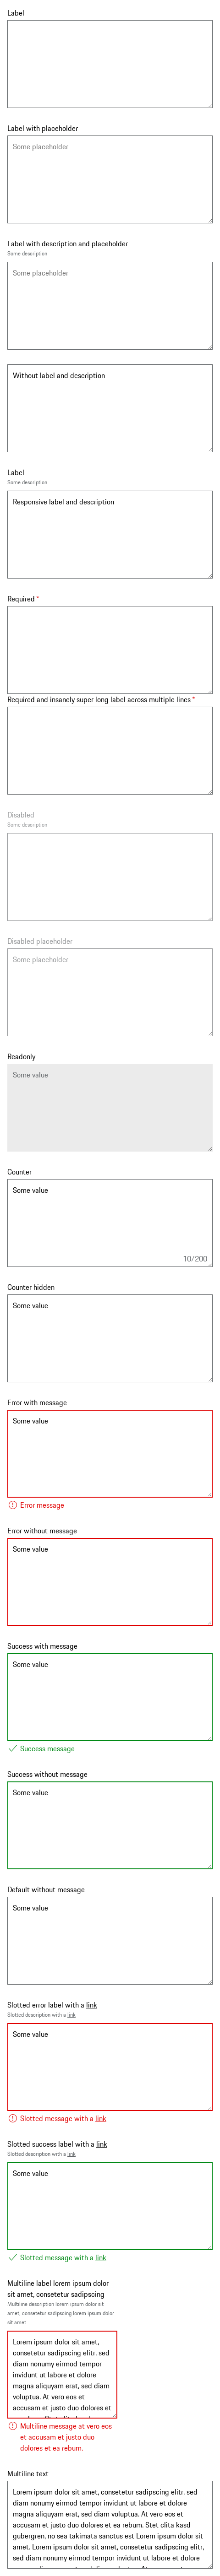 Label
Label with placeholder
Some placeholder
Label with description and placeholder
Some description
Some placeholder
Without label and description
Label
Some description
Responsive label and description
Required *
Required and insanely super long label across multiple lines *
Disabled
Some description
Disabled placeholder
Some placeholder
Readonly
Some value
Counter
Some value
10/200
Counter hidden
Some value
Error with message
Some value
Error message
Error without message
Some value
Success with message
Some value
Success message
Success without message
Some value
Default without message
Some value
Slotted error label with a link
Slotted description with a link
Some value
Slotted message with a link
Slotted success label with a link
Slotted description with a link
Some value
Slotted message with a link
Multiline label lorem ipsum dolor
sit amet, consetetur sadipscing
Multiline description lorem ipsum dolor sit
amet, consetetur sadipscing lorem ipsum dolor
sit amet
Lorem ipsum dolor sit amet,
consetetur sadipscing elitr, sed
diam nonumy eirmod tempor
invidunt ut labore et dolore
magna aliquyam erat, sed diam
voluptua. At vero eos et
accusam et justo duo dolores et
Multiline message at vero eos
et accusam et justo duo
dolores et ea rebum.
Multiline text
Lorem ipsum dolor sit amet, consetetur sadipscing elitr, sed
diam nonumy eirmod tempor invidunt ut labore et dolore
magna aliquyam erat, sed diam voluptua. At vero eos et
accusam et justo duo dolores et ea rebum. Stet clita kasd
gubergren, no sea takimata sanctus est Lorem ipsum dolor sit
amet. Lorem ipsum dolor sit amet, consetetur sadipscing elitr,
sed diam nonumy eirmod tempor invidunt ut labore et dolore